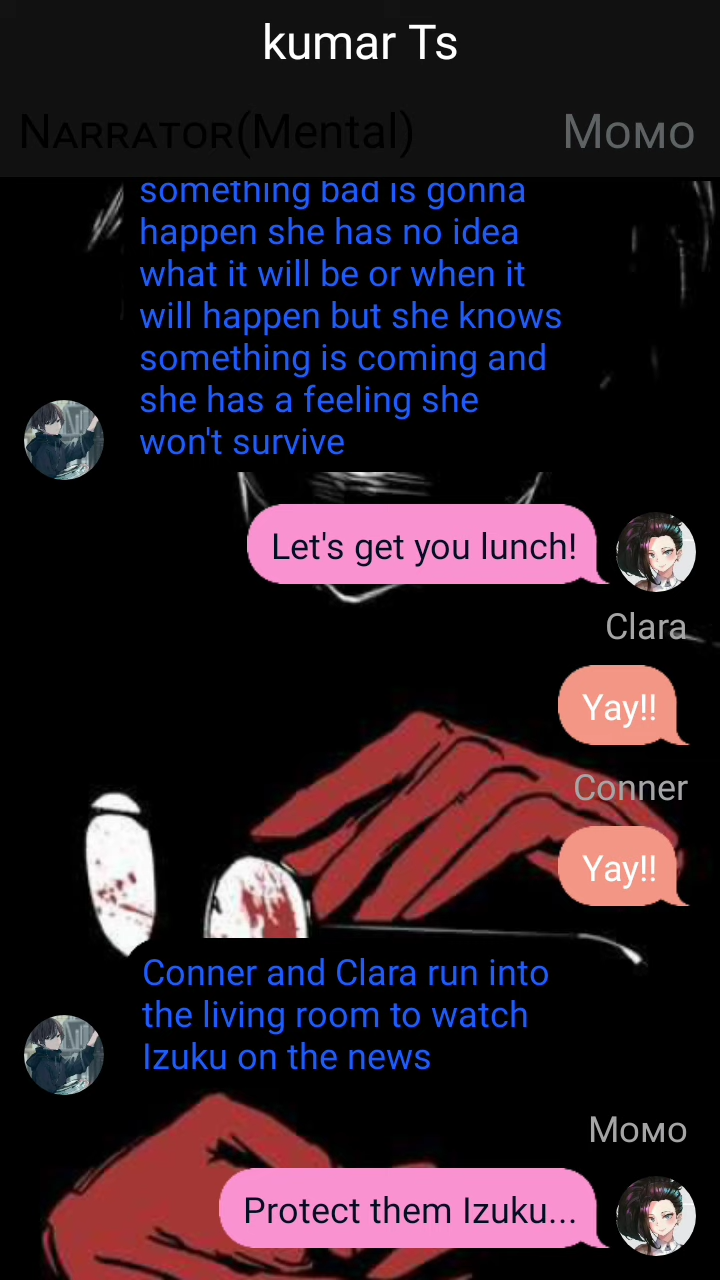 kumar Ts
Narrator(Mental)
Momo
something bad is gonna
happen she has no idea
what it will be or when it
will happen but she knows
something is coming and
she has a feeling she
won't survive
Let's get you lunch!
Clara
Yay!!
Conner
Yay!!
Conner and Clara run into
the living room to watch
Izuku on the news
Momo
Protect them Izuku...